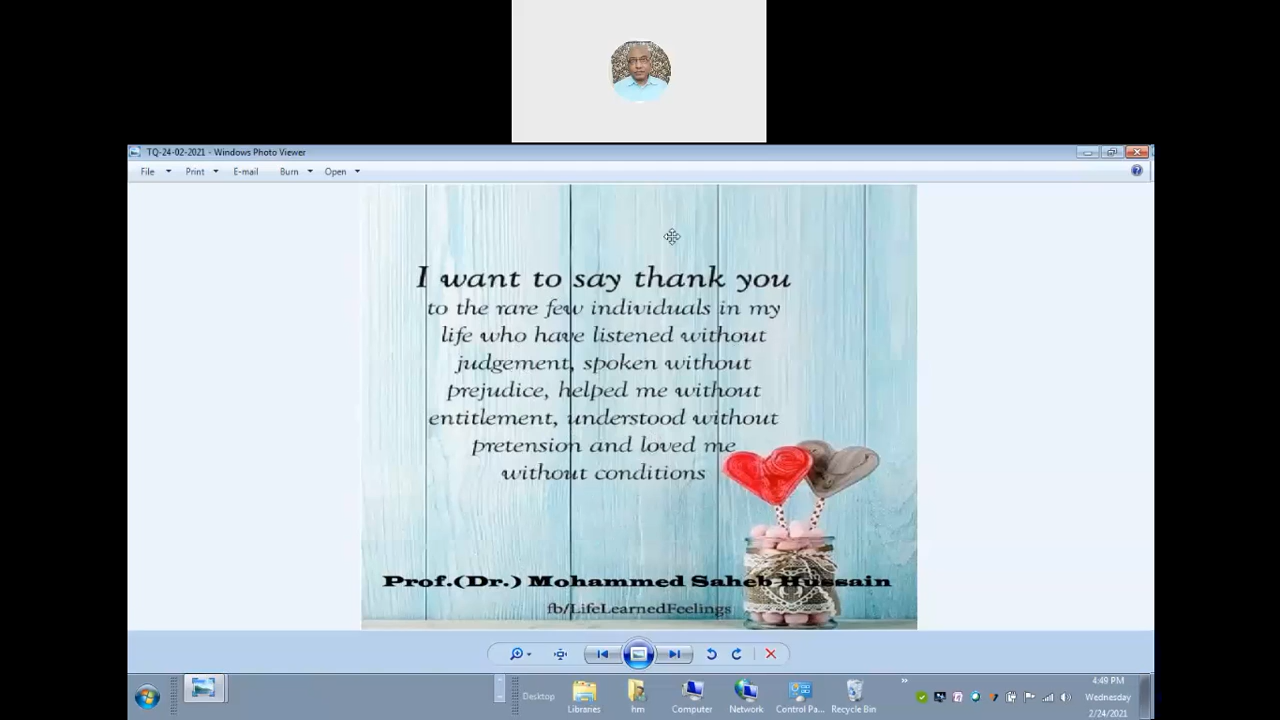 TQ-24-02-2021 - Windows Photo Viewer
File Print E-mail Burn Open
I want to say thank you
to the rare few individuals in my
life who have listened without
judgement, spoken without
prejudice, helped me without
entitlement, understood without
pretension and loved me
without conditions
Prof.(Dr.) Mohammed Saheb Hussain
fb/LifeLearnedFeelings
Desktop
Libraries hm Computer Network Control Pa... Recycle Bin
4:49 PM
Wednesday
2/24/2021